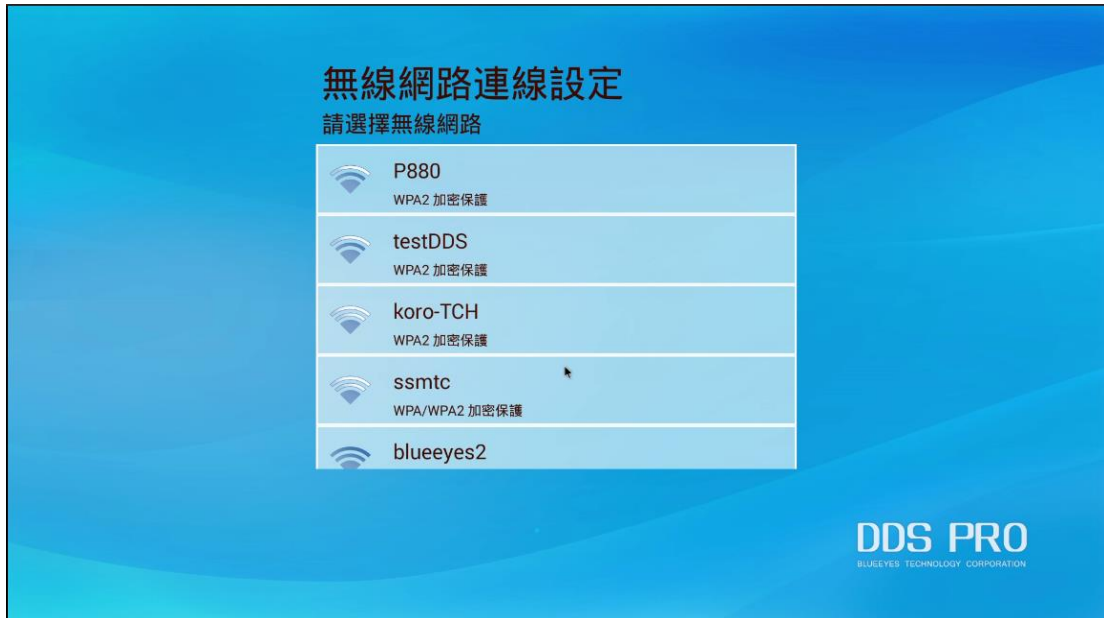 無線網路連線設定
請選擇無線網路
P880
WPA2 加密保護
testDDS
WPA2 加密保護
koro-TCH
WPA2 加密保護
ssmtc
WPA/WPA2 加密保護
blueeyes2
DDS PRO
BLUEEYES TECHNOLOGY CORPORATION